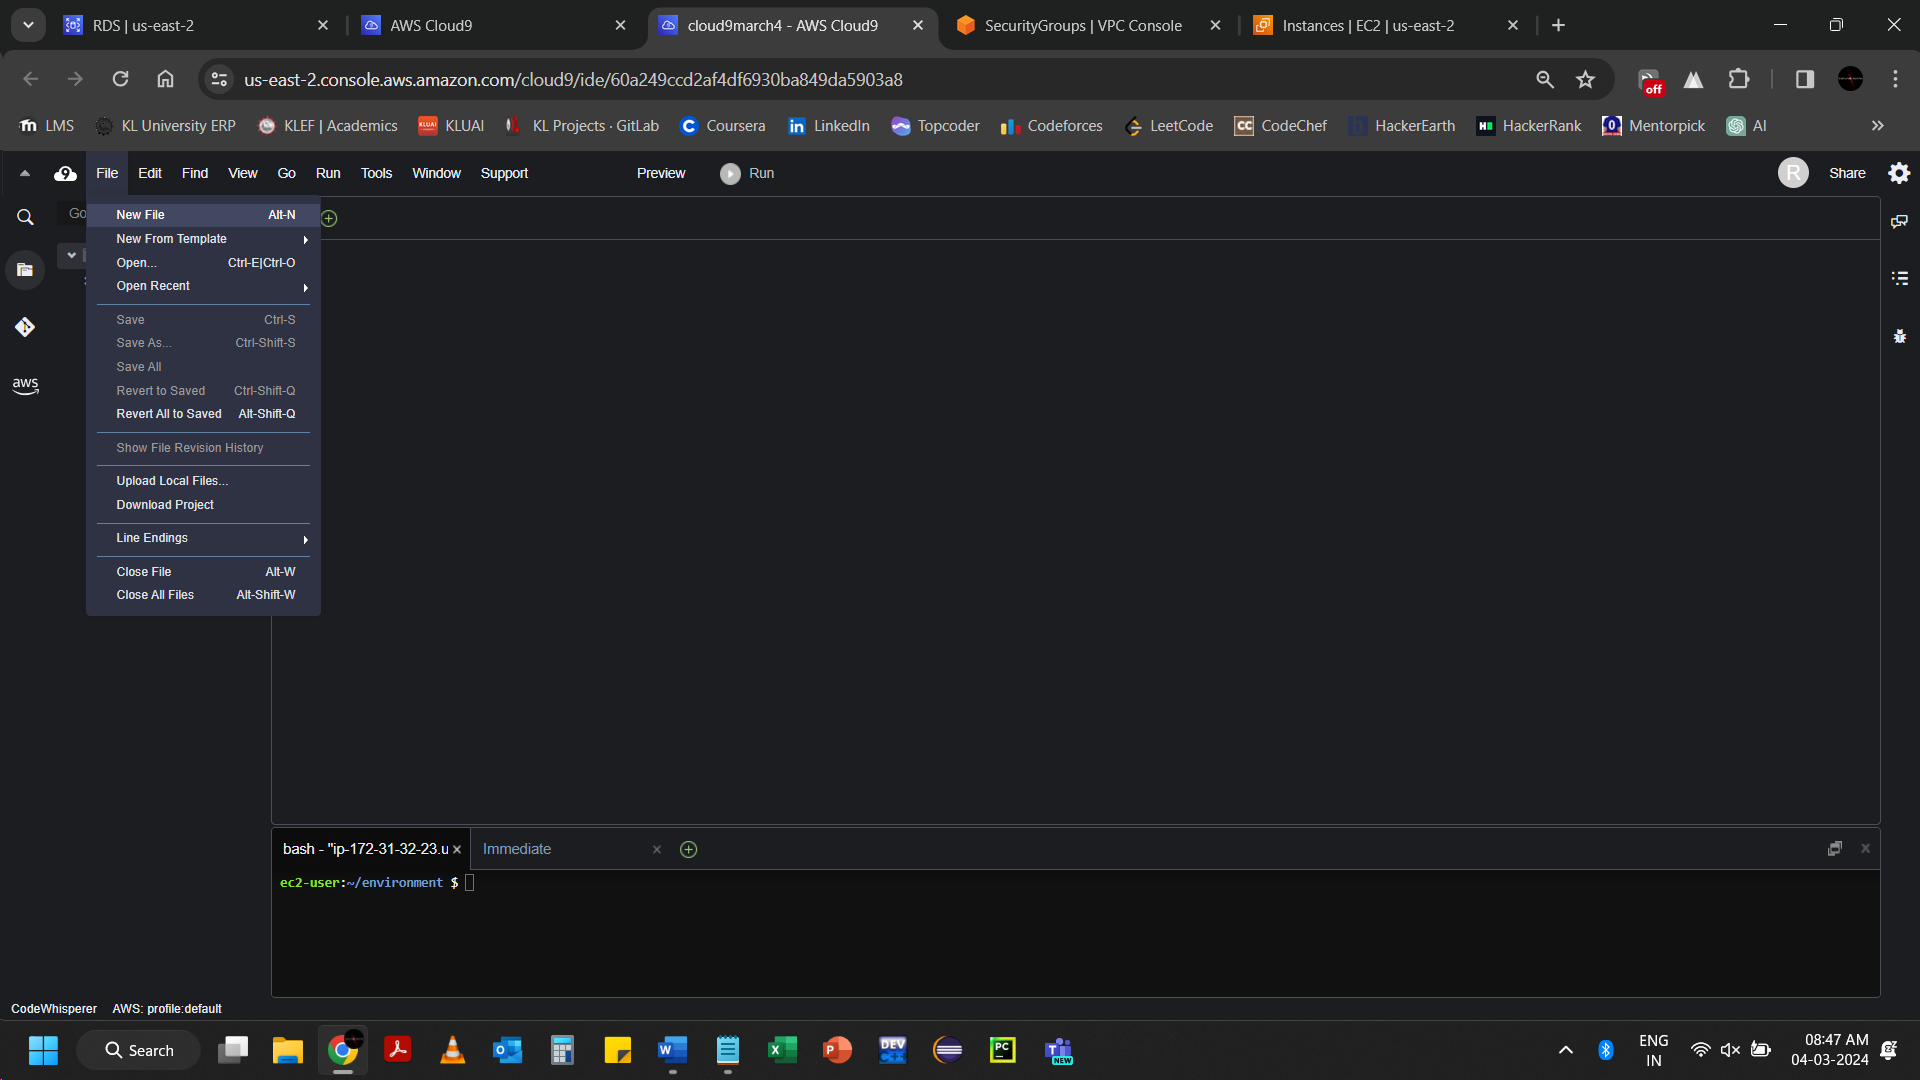 RDS | us-east-2
AWS Cloud9
cloud9march4 - AWS Cloud9
SecurityGroups | VPC Console
Instances | EC2 | us-east-2
us-east-2.console.aws.amazon.com/cloud9/ide/60a249ccd2af4df6930ba849da5903a8
off
LMS
KL University ERP
KLEF | Academics
KLUAI
KL Projects · GitLab
Coursera
LinkedIn
Topcoder
Codeforces
LeetCode
CodeChef
HackerEarth
HackerRank
Mentorpick
AI
File Edit Find View Go Run Tools Window Support Preview Run
R Share
Go
New File Alt-N
New From Template
Open... Ctrl-E|Ctrl-O
Open Recent
Save Ctrl-S
Save As... Ctrl-Shift-S
Save All
Revert to Saved Ctrl-Shift-Q
Revert All to Saved Alt-Shift-Q
Show File Revision History
Upload Local Files...
Download Project
Line Endings
Close File Alt-W
Close All Files Alt-Shift-W
aws
bash - "ip-172-31-32-23.u
Immediate
ec2-user:~/environment $
CodeWhisperer AWS: profile:default
Search
DEV
PC
NEW
ENG
IN
08:47 AM
04-03-2024